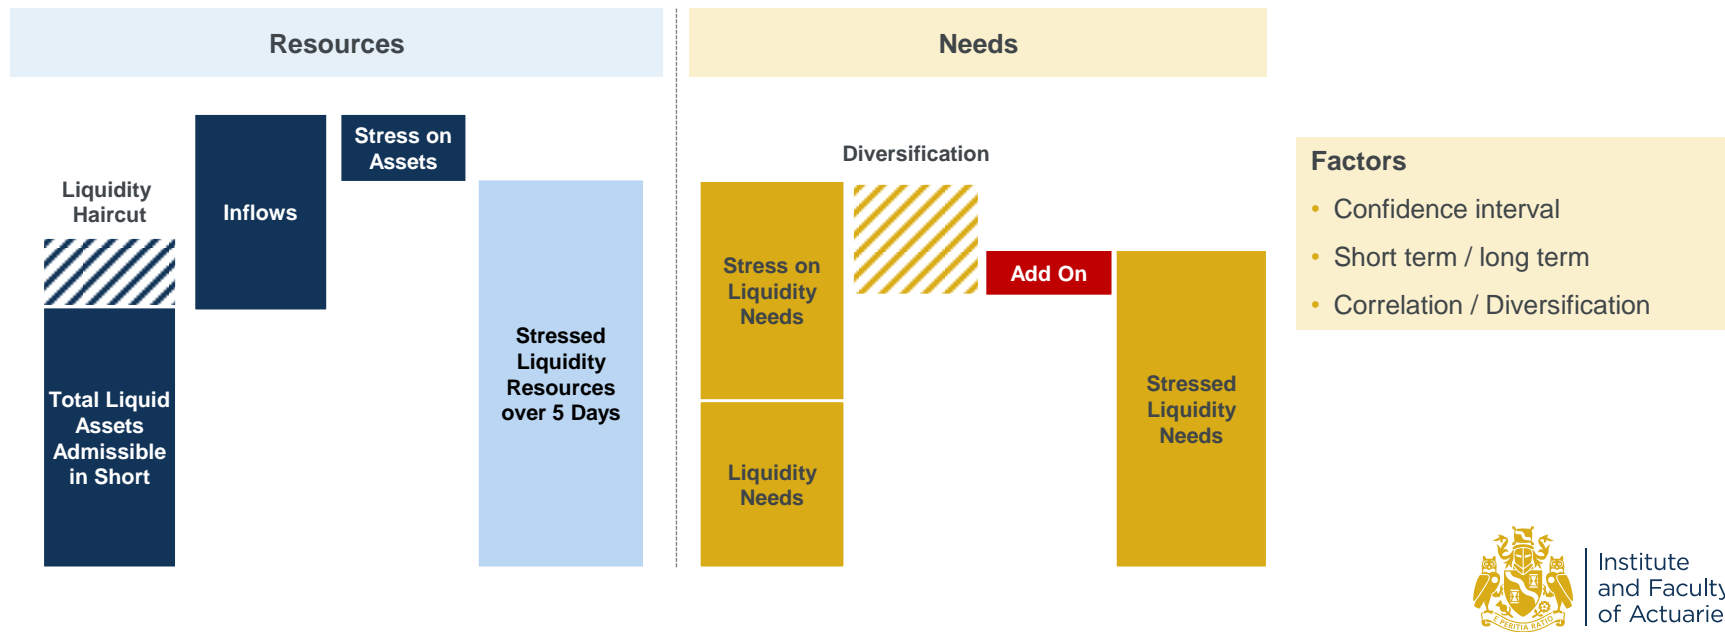 Resources
Needs
Liquidity
Haircut
Total Liquid
Assets
Admissible
in Short
Inflows
Stress on
Assets
Stressed
Liquidity
Resources
over 5 Days
Stress on
Liquidity
Needs
Liquidity
Needs
Diversification
Add On
Stressed
Liquidity
Needs
Factors
• Confidence interval
• Short term / long term
• Correlation / Diversification
E PERITIA RATIO
Institute
and Faculty
of Actuarie